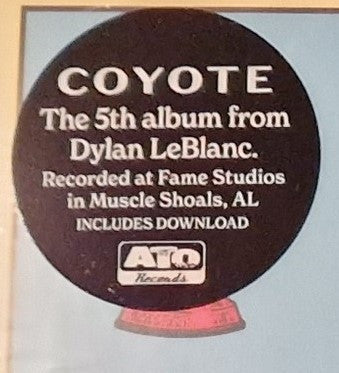 COYOTE
The 5th album from
Dylan LeBlanc.
Recorded at Fame Studios
in Muscle Shoals, AL
INCLUDES DOWNLOAD
ATO
Records